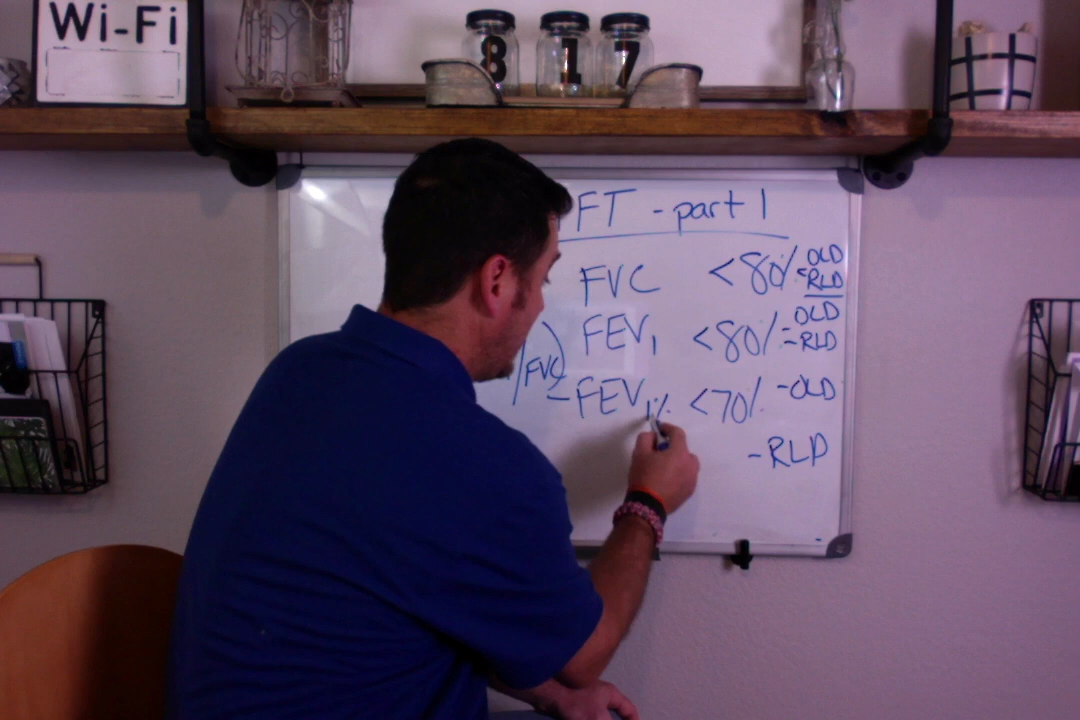 Wi-Fi
8 1 7
FT - part 1
FVC <80% -OLD
-RLD
FEV1 <80% -OLD
-RLD
/FVC)
-FEV1% <70% -OLD
-RLD